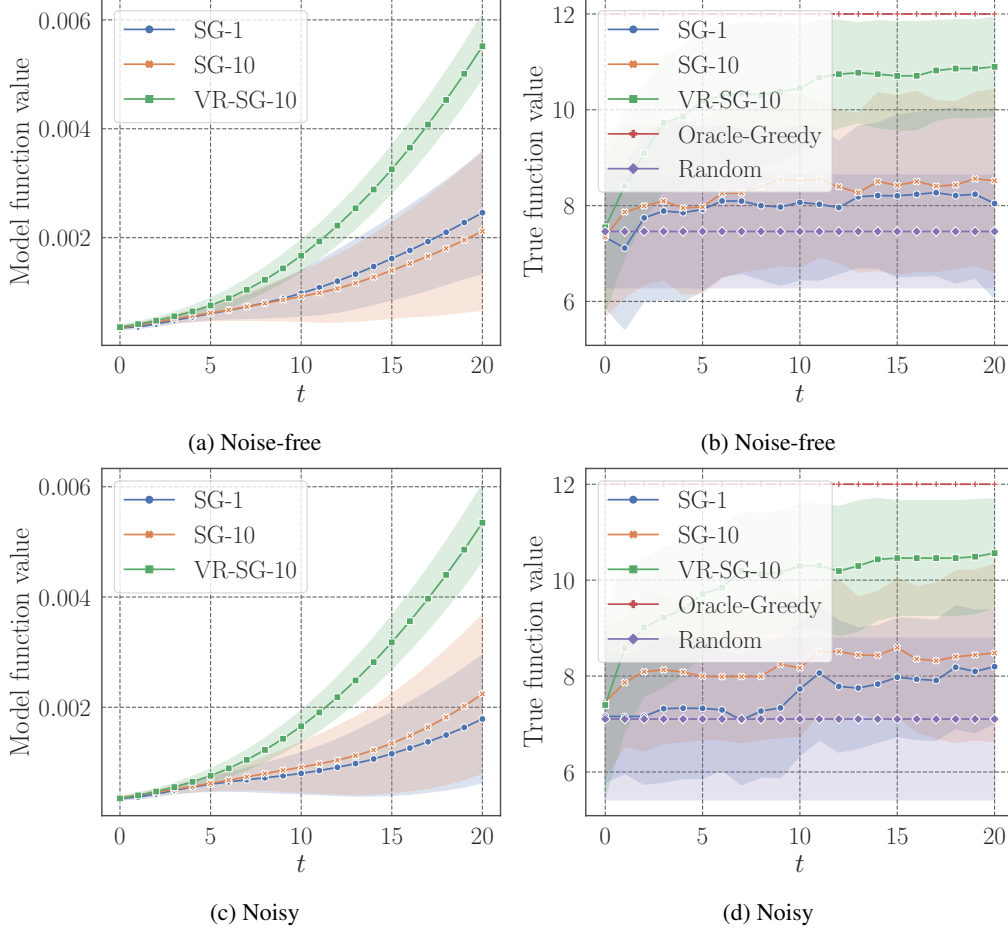 0.006
0.004
0.002
Model function value
SG-1
SG-10
VR-SG-10
0 5 10 15 20
t
(a) Noise-free
12
10
8
6
True function value
SG-1
SG-10
VR-SG-10
Oracle-Greedy
Random
0 5 10 15 20
t
(b) Noise-free
0.006
0.004
0.002
Model function value
SG-1
SG-10
VR-SG-10
0 5 10 15 20
t
(c) Noisy
12
10
8
6
True function value
SG-1
SG-10
VR-SG-10
Oracle-Greedy
Random
0 5 10 15 20
t
(d) Noisy